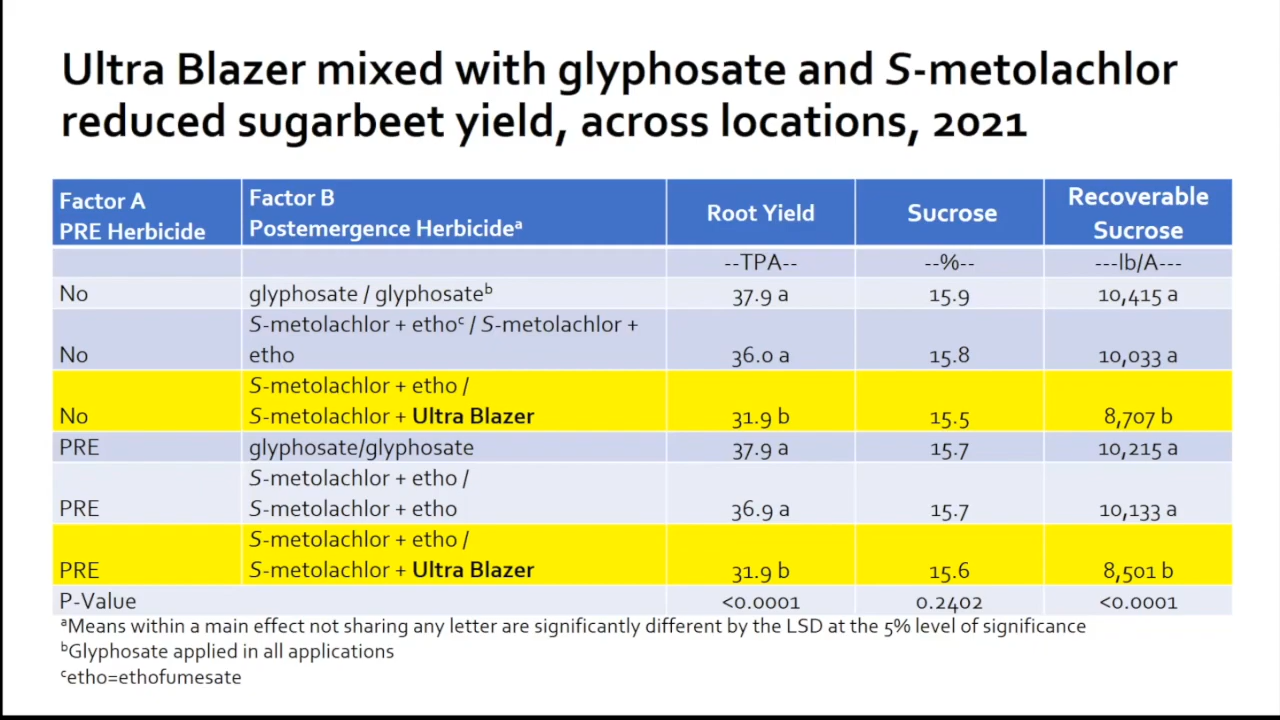 Ultra Blazer mixed with glyphosate and S-metolachlor
reduced sugarbeet yield, across locations, 2021
Factor A
PRE Herbicide
Factor B
Postemergence Herbicideᵃ
Root Yield
Sucrose
Recoverable
Sucrose
--TPA-- --%-- ---lb/A---
No glyphosate / glyphosateᵇ 37.9 a 15.9 10,415 a
S-metolachlor + ethoᶜ / S-metolachlor +
No etho 36.0 a 15.8 10,033 a
S-metolachlor + etho /
No S-metolachlor + Ultra Blazer 31.9 b 15.5 8,707 b
PRE glyphosate/glyphosate 37.9 a 15.7 10,215 a
S-metolachlor + etho /
PRE S-metolachlor + etho 36.9 a 15.7 10,133 a
S-metolachlor + etho /
PRE S-metolachlor + Ultra Blazer 31.9 b 15.6 8,501 b
P-Value <0.0001 0.2402 <0.0001
ᵃMeans within a main effect not sharing any letter are significantly different by the LSD at the 5% level of significance
ᵇGlyphosate applied in all applications
ᶜetho=ethofumesate